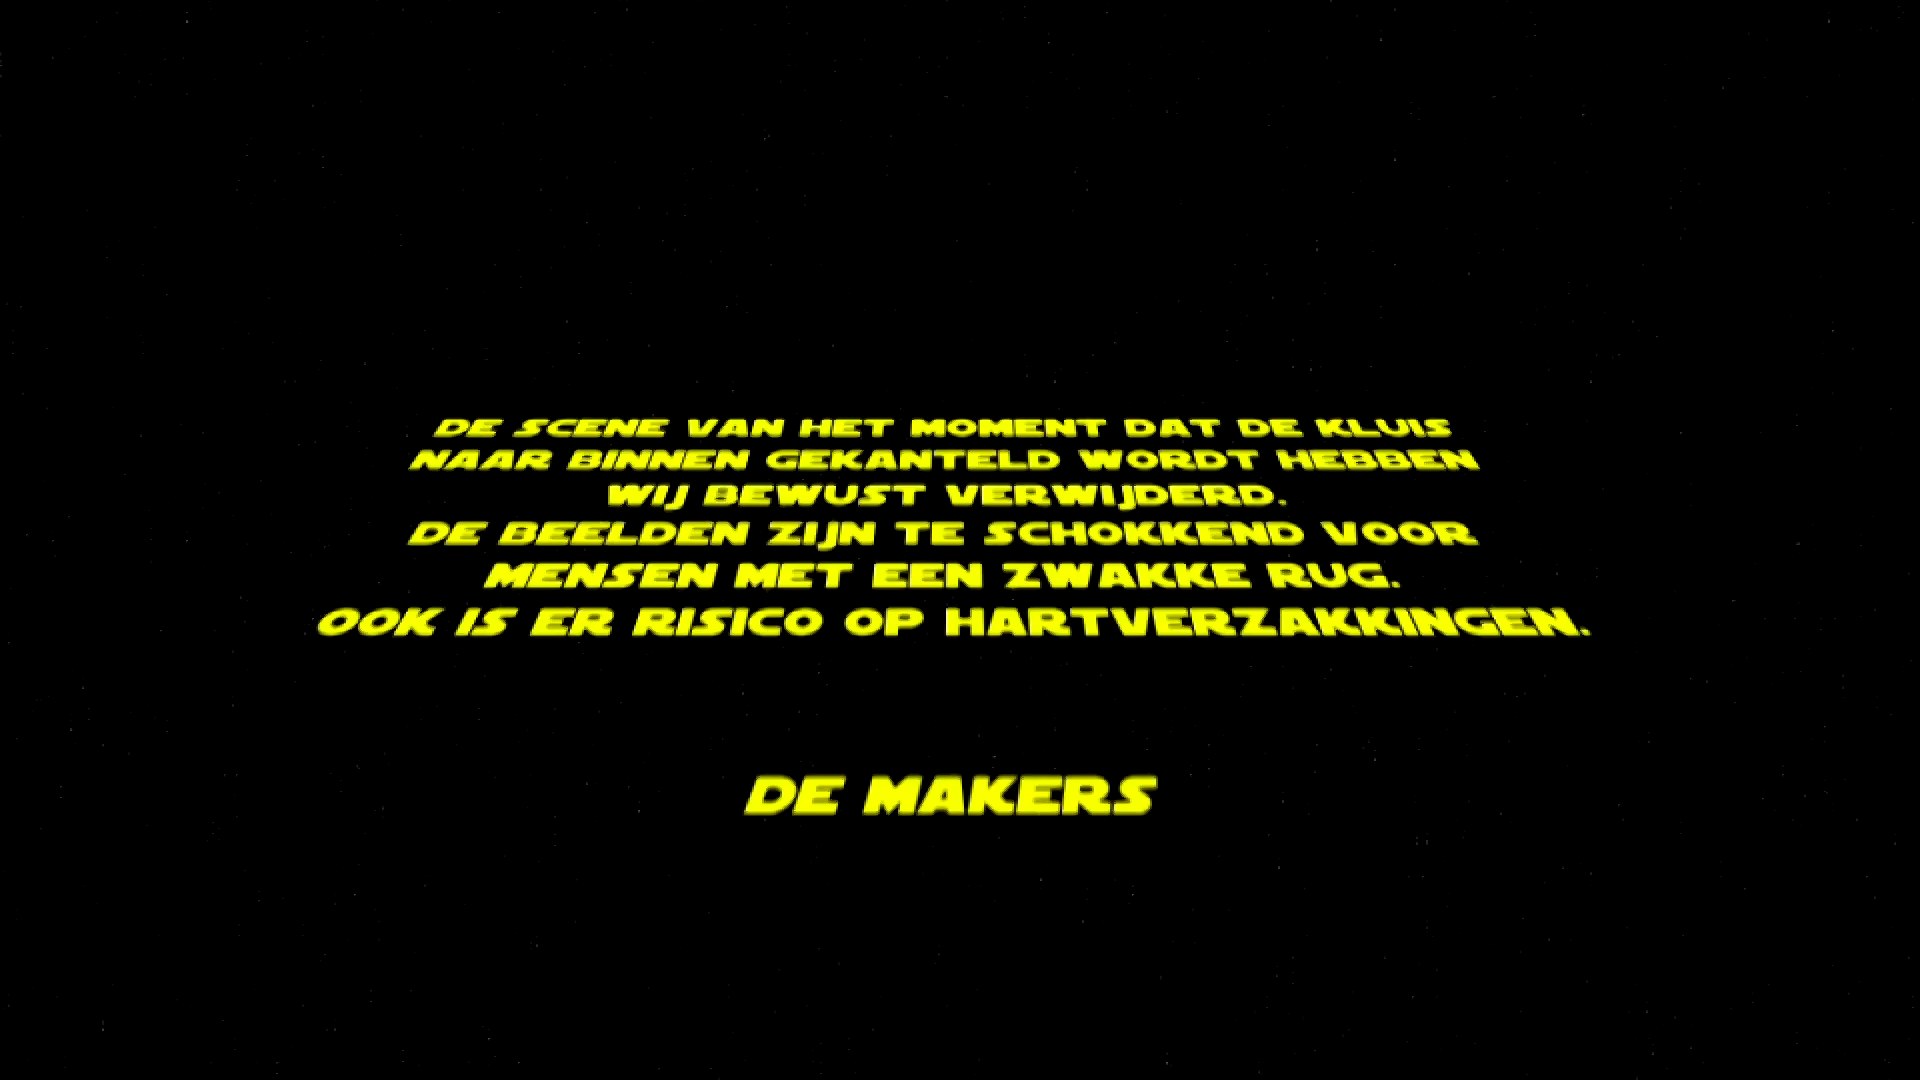 DE SCENE VAN HET MOMENT DAT DE KLUIS
NAAR BINNEN GEKANTELD WORDT HEBBEN
WIJ BEWUST VERWIJDERD.
DE BEELDEN ZIJN TE SCHOKKEND VOOR
MENSEN MET EEN ZWAKKE RUG.
OOK IS ER RISICO OP HARTVERZAKKINGEN.
DE MAKERS